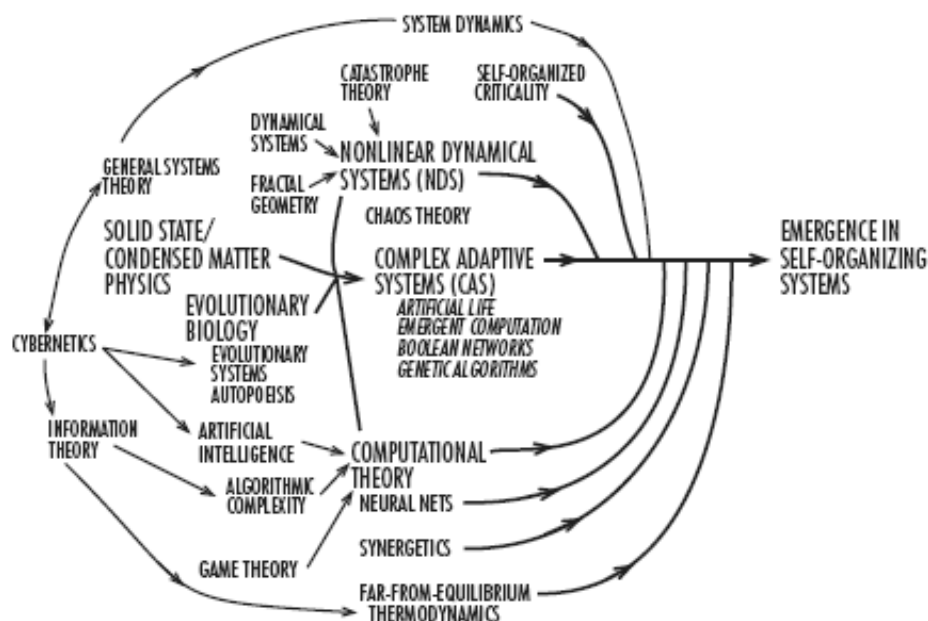 SYSTEM DYNAMICS
CATASTROPHE
THEORY
SELF-ORGANIZED
CRITICALITY
DYNAMICAL
SYSTEMS
NONLINEAR DYNAMICAL
SYSTEMS (NDS)
GENERAL SYSTEMS
THEORY
FRACTAL
GEOMETRY
CHAOS THEORY
SOLID STATE/
CONDENSED MATTER
PHYSICS
COMPLEX ADAPTIVE
SYSTEMS (CAS)
ARTIFICIAL LIFE
EMERGENT COMPUTATION
BOOLEAN NETWORKS
GENETIC ALGORITHMS
EMERGENCE IN
SELF-ORGANIZING
SYSTEMS
EVOLUTIONARY
BIOLOGY
CYBERNETICS
EVOLUTIONARY
SYSTEMS
AUTOPOEISIS
INFORMATION
THEORY
ARTIFICIAL
INTELLIGENCE
COMPUTATIONAL
THEORY
ALGORITHMIC
COMPLEXITY
NEURAL NETS
SYNERGETICS
GAME THEORY
FAR-FROM-EQUILIBRIUM
THERMODYNAMICS